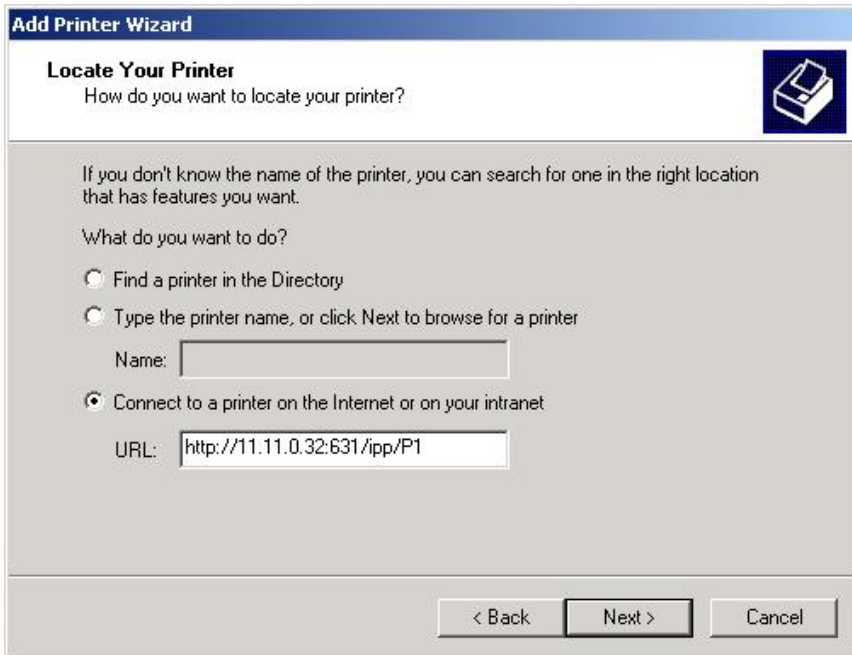 Add Printer Wizard
Locate Your Printer
How do you want to locate your printer?
If you don't know the name of the printer, you can search for one in the right location
that has features you want.
What do you want to do?
Find a printer in the Directory
Type the printer name, or click Next to browse for a printer
Name:
Connect to a printer on the Internet or on your intranet
URL: http://11.11.0.32:631/ipp/P1
< Back Next > Cancel